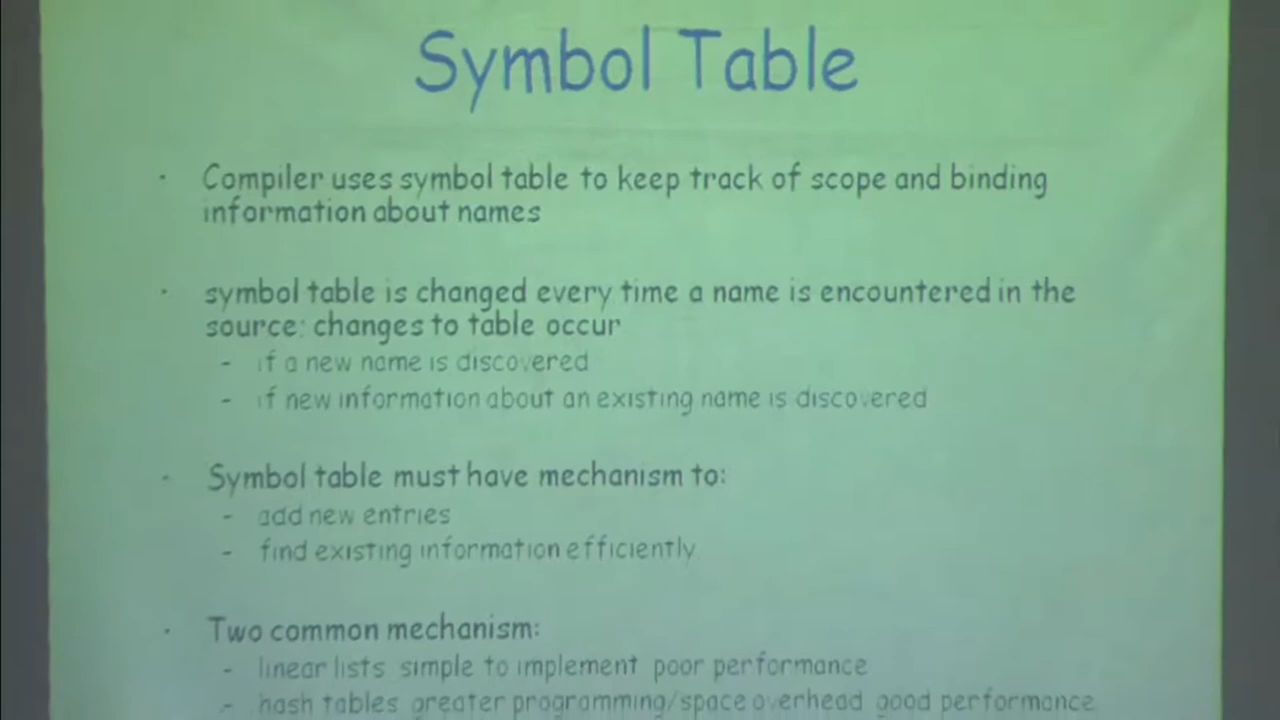 Symbol Table
· Compiler uses symbol table to keep track of scope and binding
information about names
· symbol table is changed every time a name is encountered in the
source: changes to table occur
- if a new name is discovered
- if new information about an existing name is discovered
· Symbol table must have mechanism to:
- add new entries
- find existing information efficiently
· Two common mechanism:
- linear lists simple to implement poor performance
- hash tables greater programming/space overhead good performance